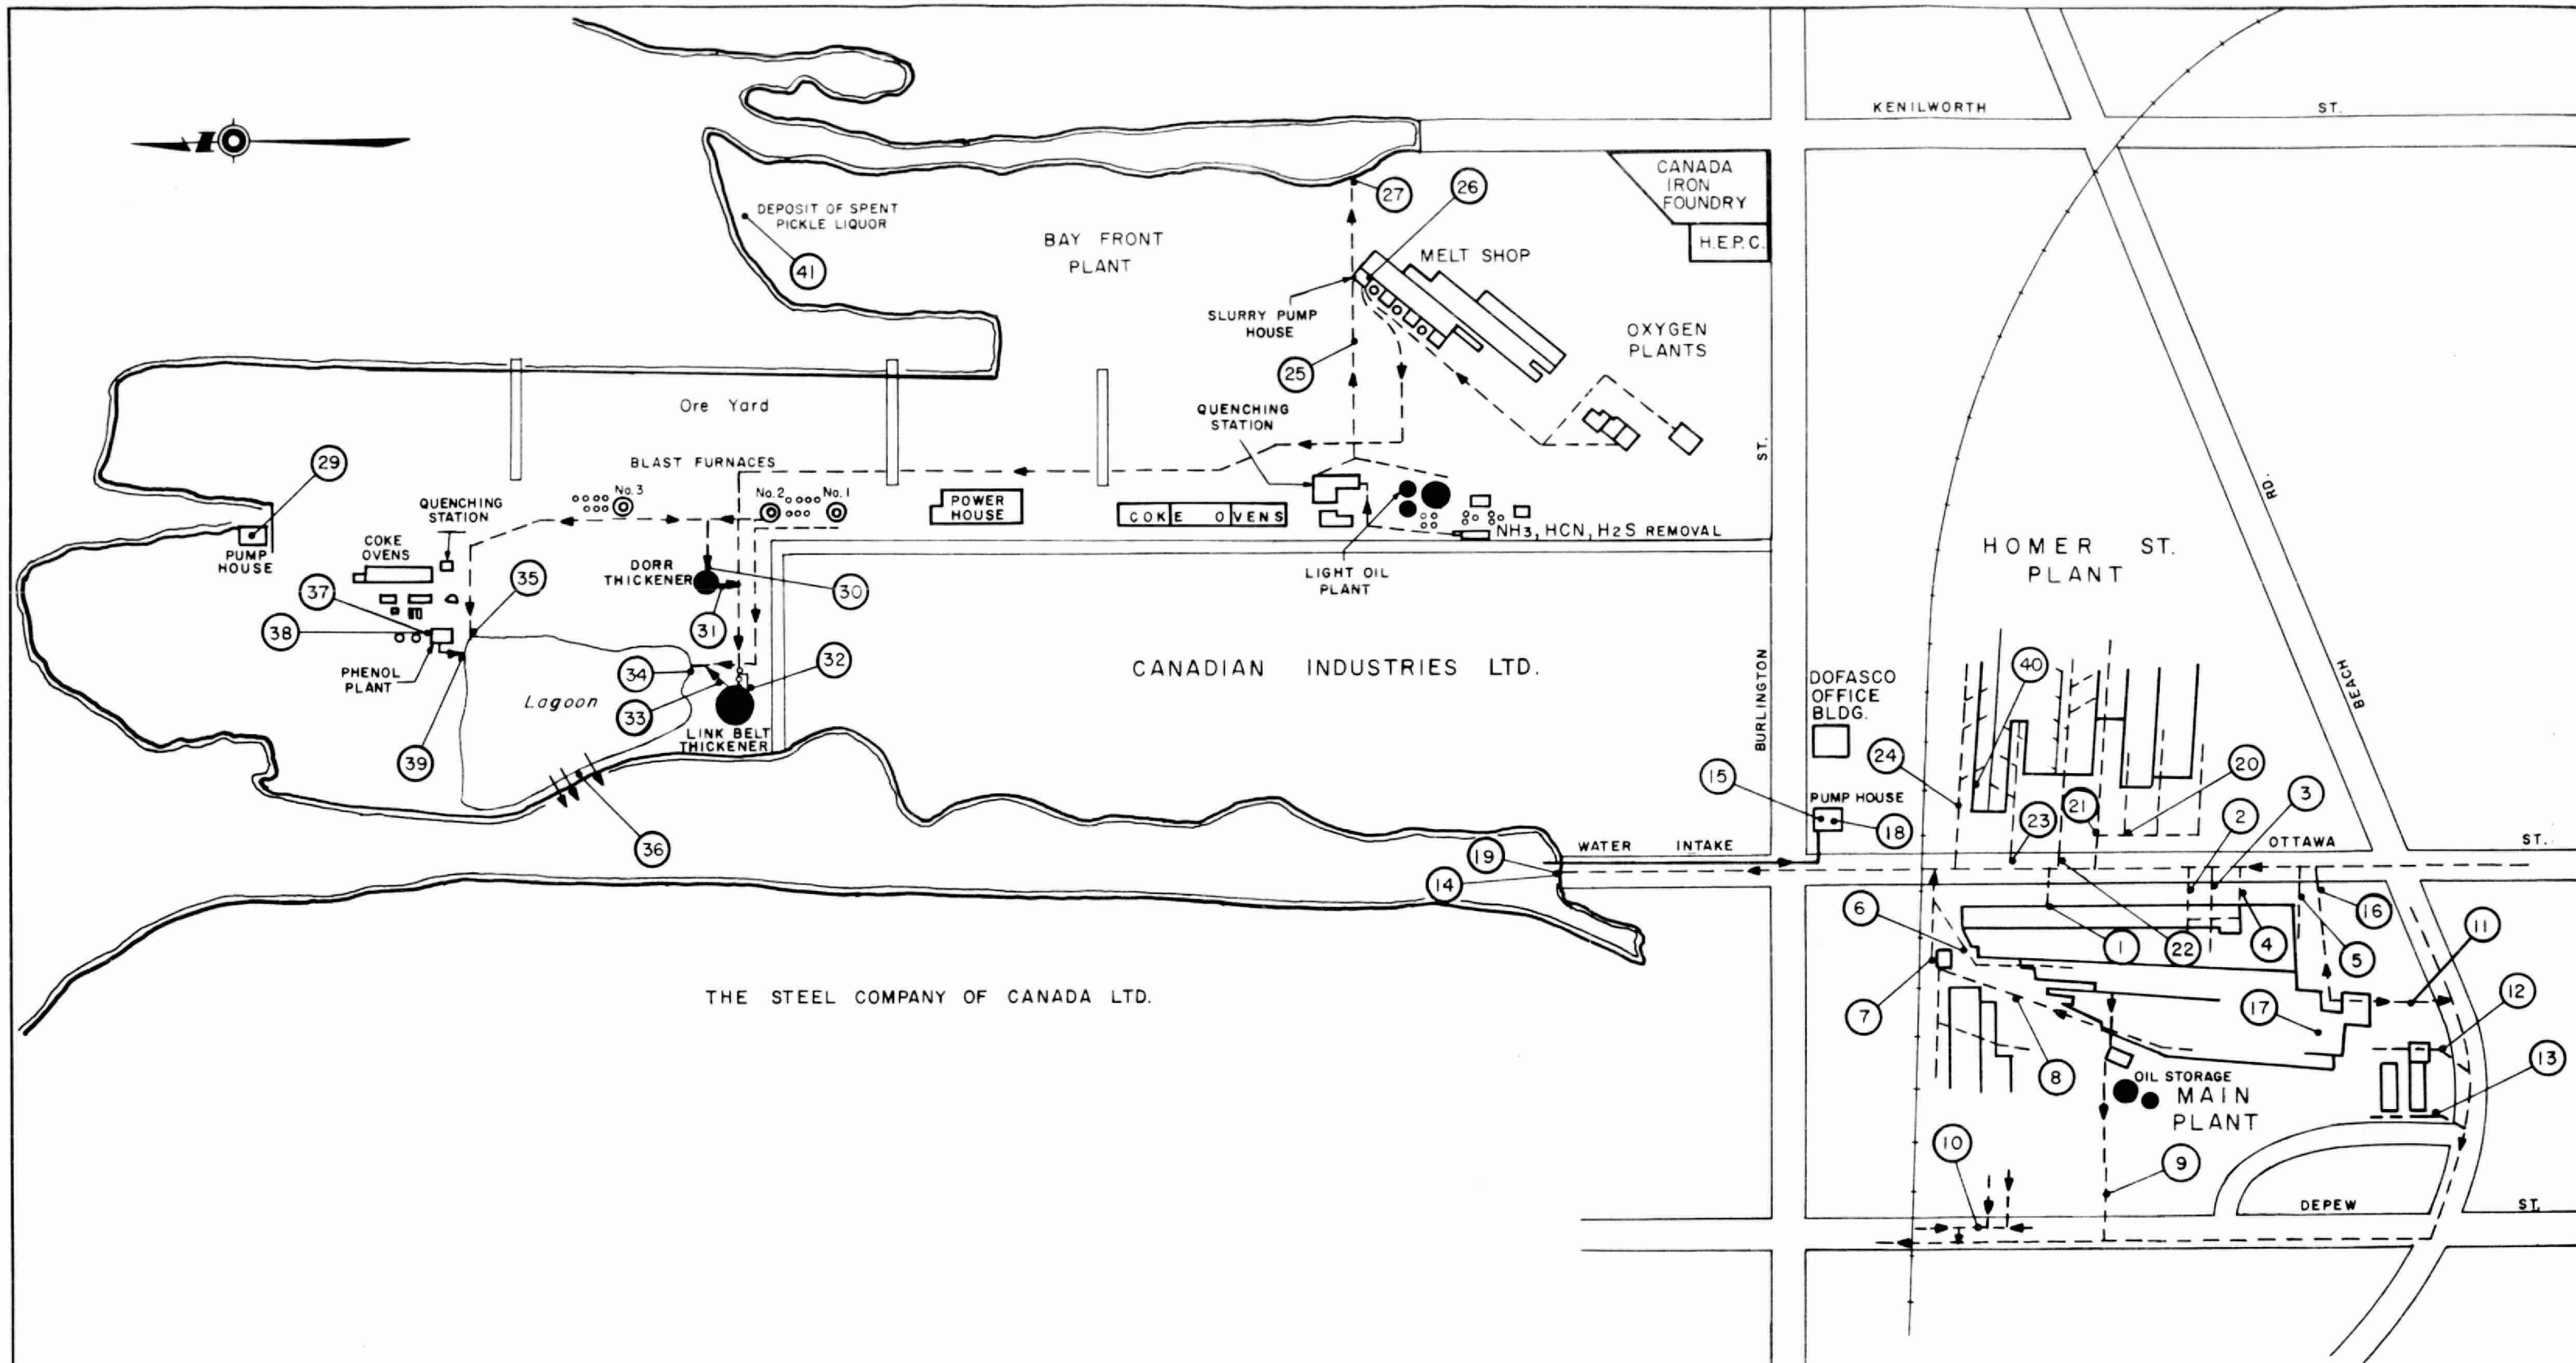 KENILWORTH ST.
CANADA
IRON
FOUNDRY
H.E.P.C.
N
DEPOSIT OF SPENT
PICKLE LIQUOR
41
BAY FRONT
PLANT
27
26
MELT SHOP
SLURRY PUMP
HOUSE
OXYGEN
PLANTS
25
QUENCHING
STATION
Ore Yard
BLAST FURNACES
29
QUENCHING
STATION
No. 3
No. 2
No. 1
POWER
HOUSE
COKE OVENS
NH3, HCN, H2S REMOVAL
PUMP
HOUSE
COKE
OVENS
DORR
THICKENER
LIGHT OIL
PLANT
37
35
30
38
31
32
PHENOL
PLANT
34
Lagoon
33
LINK BELT
THICKENER
39
36
CANADIAN INDUSTRIES LTD.
BURLINGTON ST.
BEACH RD.
HOMER ST.
PLANT
DOFASCO
OFFICE
BLDG.
40
24
20
15
PUMP HOUSE
18
21
23
2
3
WATER INTAKE
OTTAWA ST.
19
14
6
1
22
4
5
16
11
7
8
17
12
13
OIL STORAGE
MAIN
PLANT
10
9
DEPEW ST.
THE STEEL COMPANY OF CANADA LTD.